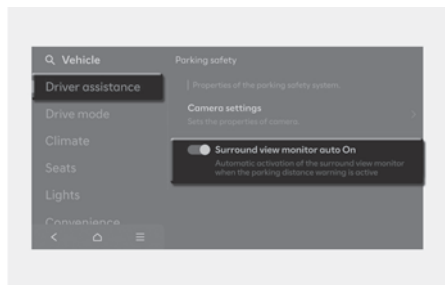 Vehicle
Parking safety
Driver assistance
Properties of the parking safety system.
Drive mode
Camera settings
Sets the properties of camera.
Climate
Surround view monitor auto On
Automatic activation of the surround view monitor
when the parking distance warning is active
Seats
Lights
Convenience